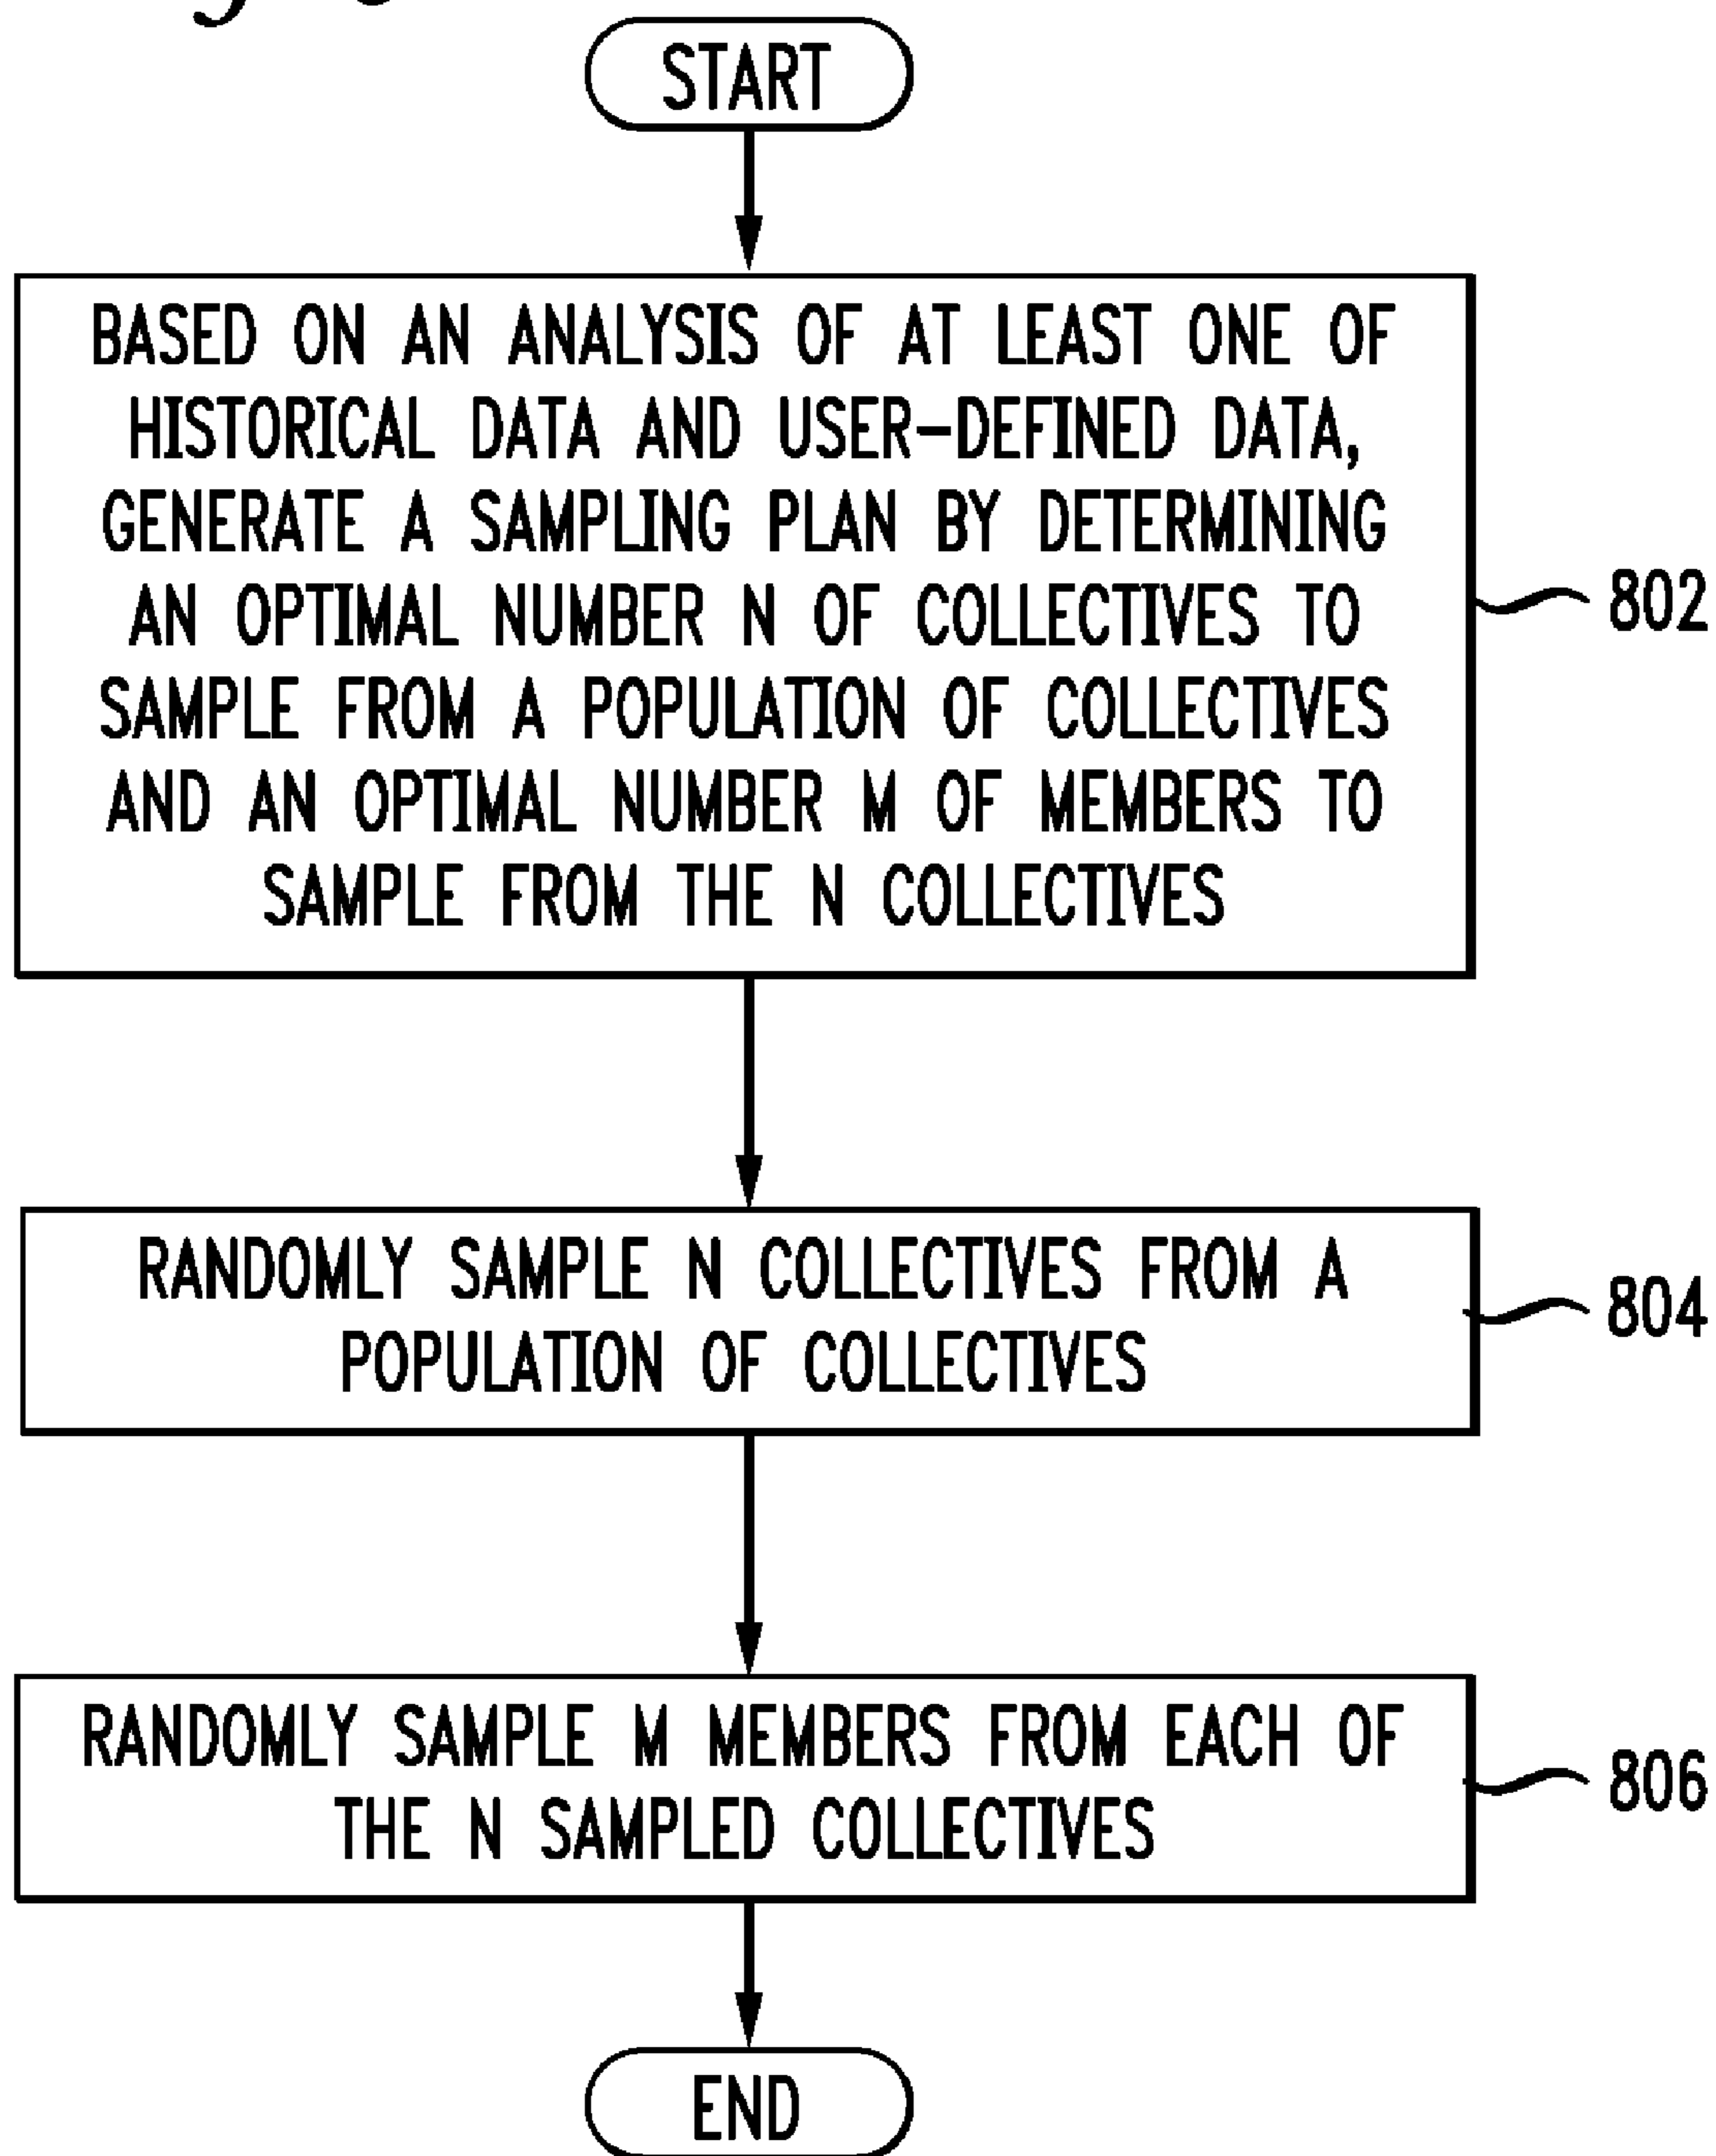 START
BASED ON AN ANALYSIS OF AT LEAST ONE OF
HISTORICAL DATA AND USER-DEFINED DATA,
GENERATE A SAMPLING PLAN BY DETERMINING
AN OPTIMAL NUMBER N OF COLLECTIVES TO
SAMPLE FROM A POPULATION OF COLLECTIVES
AND AN OPTIMAL NUMBER M OF MEMBERS TO
SAMPLE FROM THE N COLLECTIVES
802
RANDOMLY SAMPLE N COLLECTIVES FROM A
POPULATION OF COLLECTIVES
804
RANDOMLY SAMPLE M MEMBERS FROM EACH OF
THE N SAMPLED COLLECTIVES
806
END